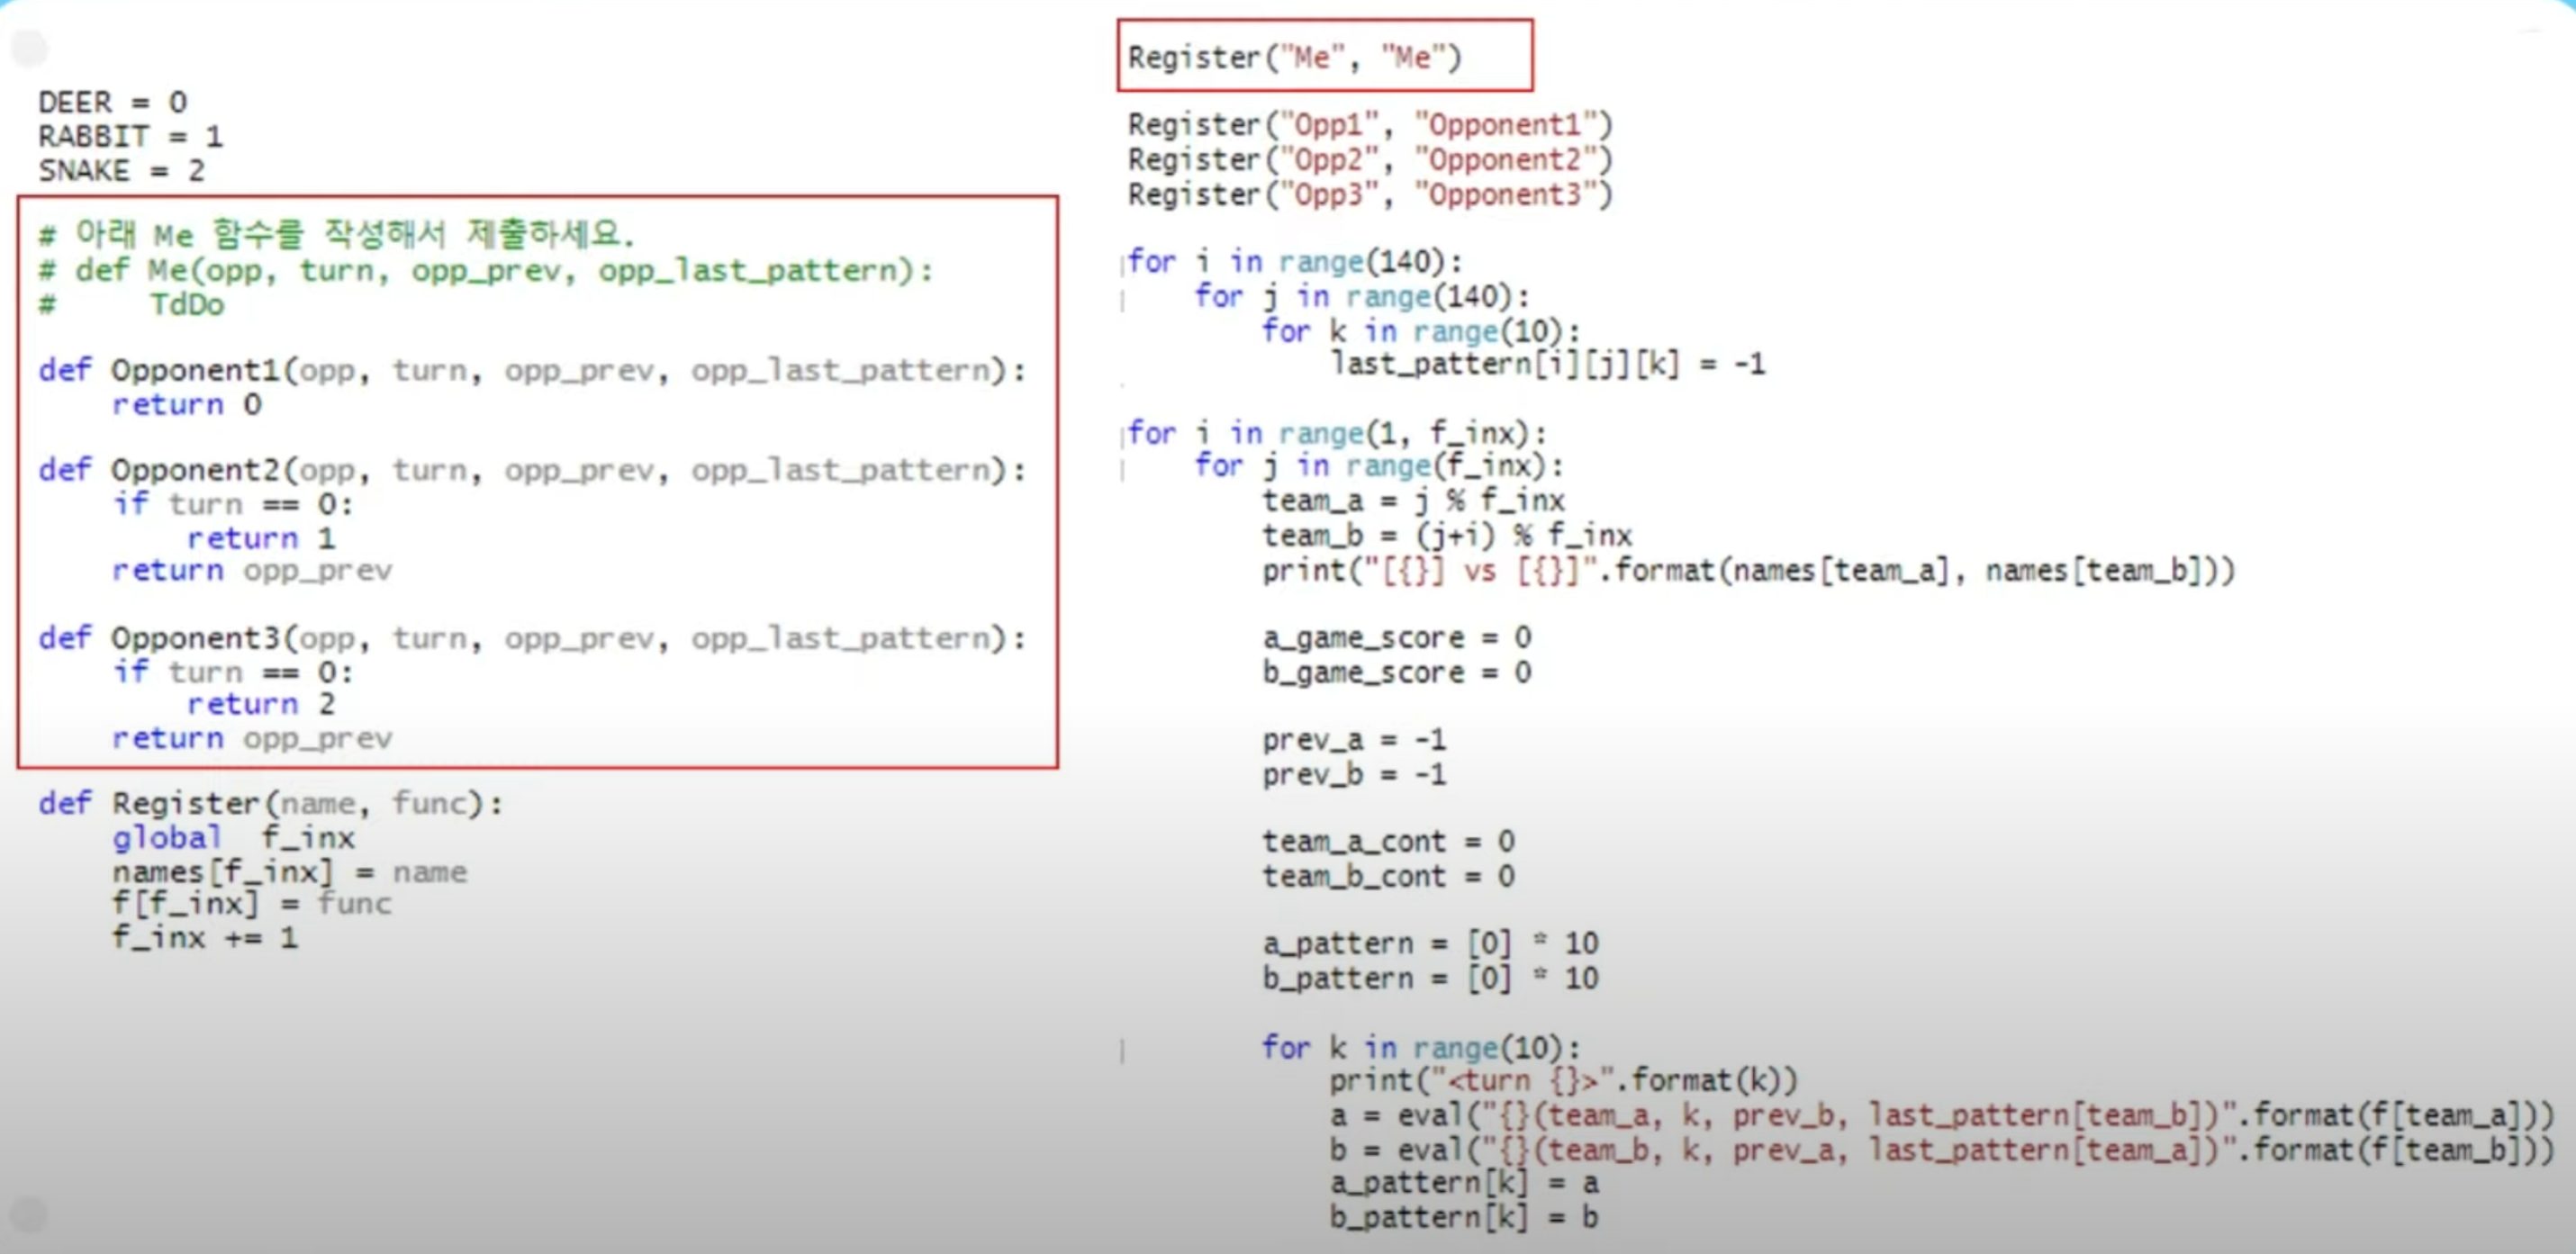 DEER = 0
RABBIT = 1
SNAKE = 2
# 아래 Me 함수를 작성해서 제출하세요.
# def Me(opp, turn, opp_prev, opp_last_pattern):
#     TdDo
def Opponent1(opp, turn, opp_prev, opp_last_pattern):
    return 0
def Opponent2(opp, turn, opp_prev, opp_last_pattern):
    if turn == 0:
        return 1
    return opp_prev
def Opponent3(opp, turn, opp_prev, opp_last_pattern):
    if turn == 0:
        return 2
    return opp_prev
def Register(name, func):
    global  f_inx
    names[f_inx] = name
    f[f_inx] = func
    f_inx += 1
Register("Me", "Me")
Register("Opp1", "Opponent1")
Register("Opp2", "Opponent2")
Register("Opp3", "Opponent3")
for i in range(140):
    for j in range(140):
        for k in range(10):
            last_pattern[i][j][k] = -1
for i in range(1, f_inx):
    for j in range(f_inx):
        team_a = j % f_inx
        team_b = (j+i) % f_inx
        print("[{}] vs [{}]".format(names[team_a], names[team_b]))
        a_game_score = 0
        b_game_score = 0
        prev_a = -1
        prev_b = -1
        team_a_cont = 0
        team_b_cont = 0
        a_pattern = [0] * 10
        b_pattern = [0] * 10
        for k in range(10):
            print("<turn {}>".format(k))
            a = eval("{}(team_a, k, prev_b, last_pattern[team_b])".format(f[team_a]))
            b = eval("{}(team_b, k, prev_a, last_pattern[team_a])".format(f[team_b]))
            a_pattern[k] = a
            b_pattern[k] = b